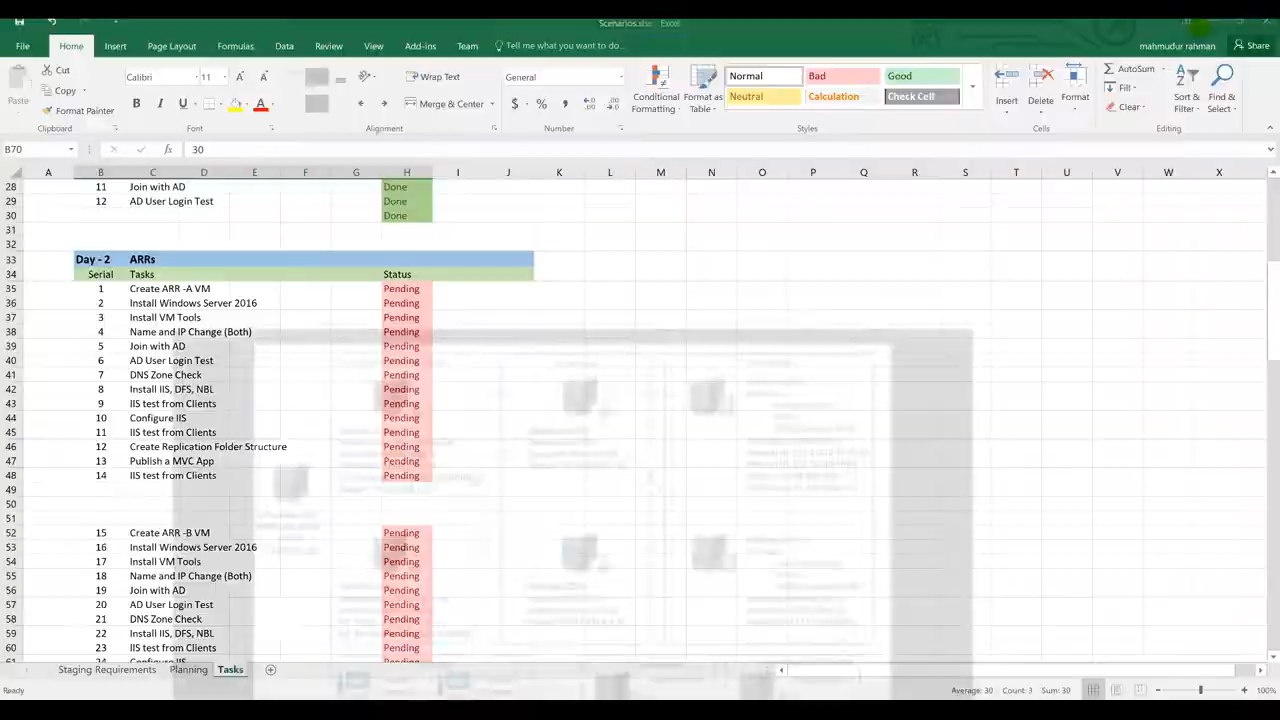 Scenarios.xlsx - Excel
File Home Insert Page Layout Formulas Data Review View Add-ins Team Tell me what you want to do... mahmudur rahman Share
Paste Cut Copy Format Painter Clipboard
Calibri 11 B I U Font
Wrap Text Merge & Center Alignment
General $ % Number
Conditional Formatting Format as Table Normal Bad Good Neutral Calculation Check Cell Styles
Insert Delete Format Cells
AutoSum Fill Clear Sort & Filter Find & Select Editing
B70 fx 30
A B C D E F G H I J K L M N O P Q R S T U V W X
28 11 Join with AD Done
29 12 AD User Login Test Done
30 Done
31
32
33 Day - 2 ARRs
34 Serial Tasks Status
35 1 Create ARR -A VM Pending
36 2 Install Windows Server 2016 Pending
37 3 Install VM Tools Pending
38 4 Name and IP Change (Both) Pending
39 5 Join with AD Pending
40 6 AD User Login Test Pending
41 7 DNS Zone Check Pending
42 8 Install IIS, DFS, NBL Pending
43 9 IIS test from Clients Pending
44 10 Configure IIS Pending
45 11 IIS test from Clients Pending
46 12 Create Replication Folder Structure Pending
47 13 Publish a MVC App Pending
48 14 IIS test from Clients Pending
49
50
51
52 15 Create ARR -B VM Pending
53 16 Install Windows Server 2016 Pending
54 17 Install VM Tools Pending
55 18 Name and IP Change (Both) Pending
56 19 Join with AD Pending
57 20 AD User Login Test Pending
58 21 DNS Zone Check Pending
59 22 Install IIS, DFS, NBL Pending
60 23 IIS test from Clients Pending
61 24 Configure IIS Pending
Staging Requirements Planning Tasks
Ready Average: 30 Count: 3 Sum: 30 100%